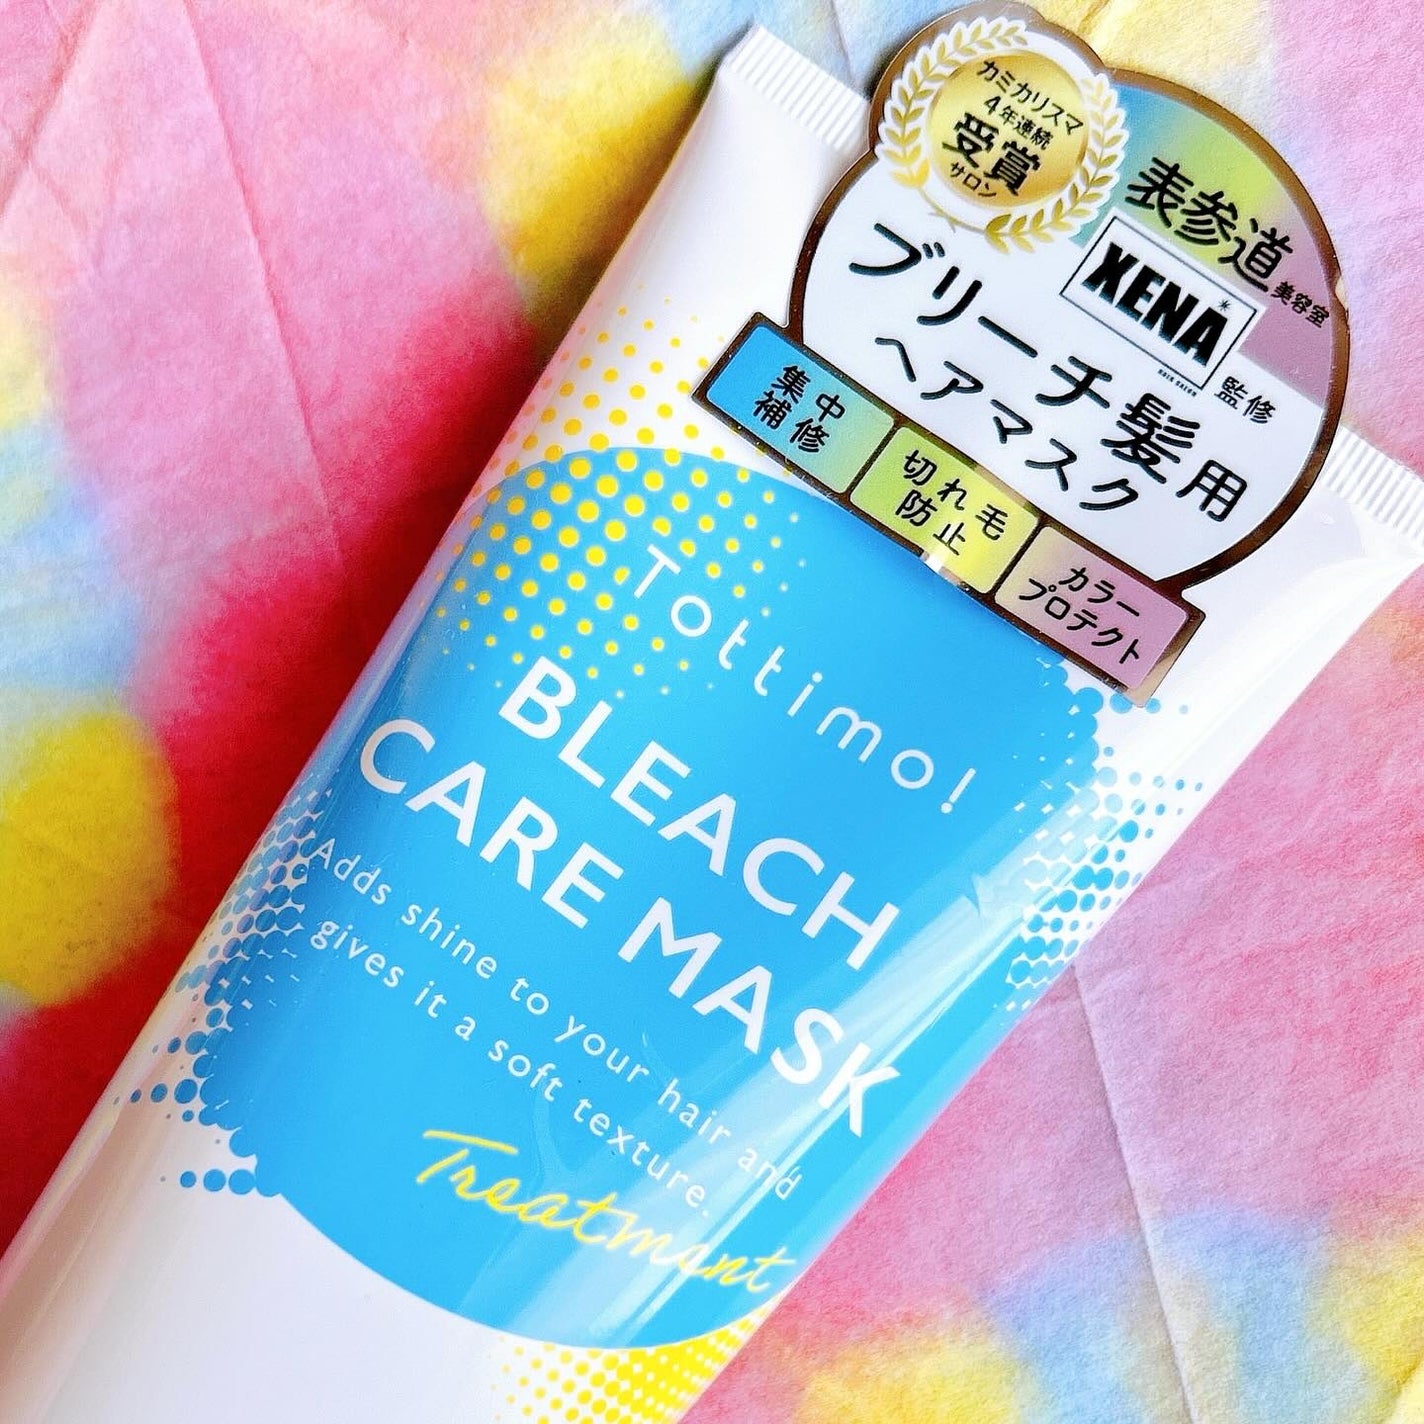 カミカリスマ
4年連続
受賞
サロン
表参道
美容室
XENA
HAIR SALON
監修
ブリーチ髪用
ヘアマスク
集中
補修
切れ毛
防止
カラー
プロテクト
Tottimo!
BLEACH
CARE MASK
Adds shine to your hair and
gives it a soft texture.
Treatment